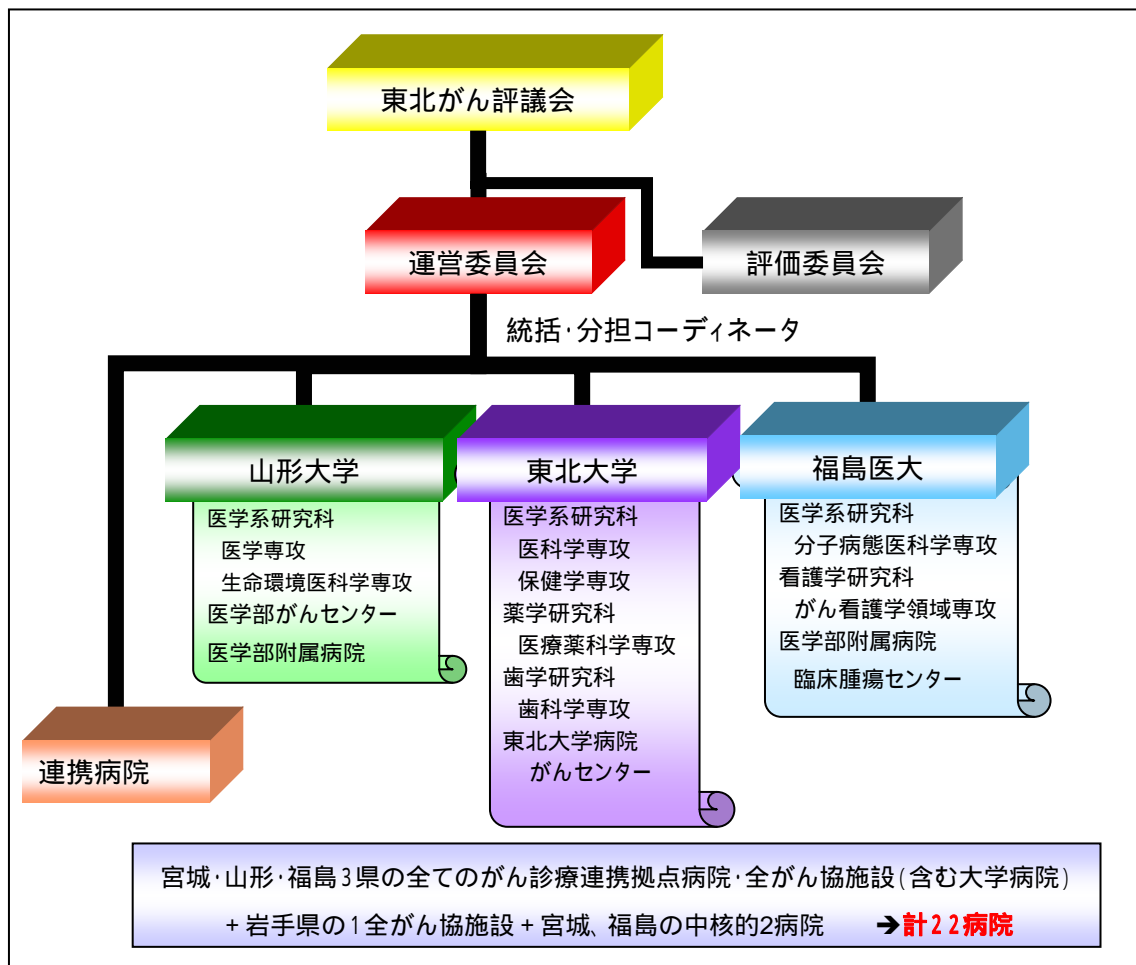 東北がん評議会
運営委員会
評価委員会
統括・分担コーディネータ
山形大学
医学系研究科
医学専攻
生命環境医科学専攻
医学部がんセンター
医学部附属病院
東北大学
医学系研究科
医科学専攻
保健学専攻
薬学研究科
医療薬科学専攻
歯学研究科
歯科学専攻
東北大学病院
がんセンター
福島医大
医学系研究科
分子病態医科学専攻
看護学研究科
がん看護学領域専攻
医学部附属病院
臨床腫瘍センター
連携病院
宮城・山形・福島3県の全てのがん診療連携拠点病院・全がん協施設(含む大学病院)
+岩手県の1全がん協施設+宮城、福島の中核的2病院 ➔計22病院